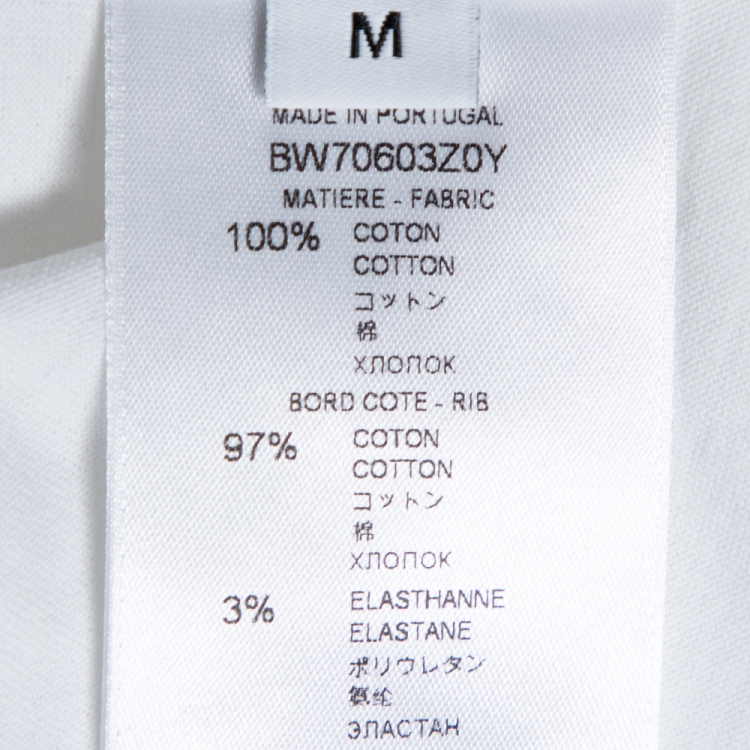 M
MADE IN PORTUGAL
BW70603Z0Y
MATIERE - FABRIC
100% COTON
COTTON
コットン
棉
ХЛОПОК
BORD COTE - RIB
97% COTON
COTTON
コットン
棉
ХЛОПОК
3% ELASTHANNE
ELASTANE
ポリウレタン
氨纶
ЭЛАСТАН